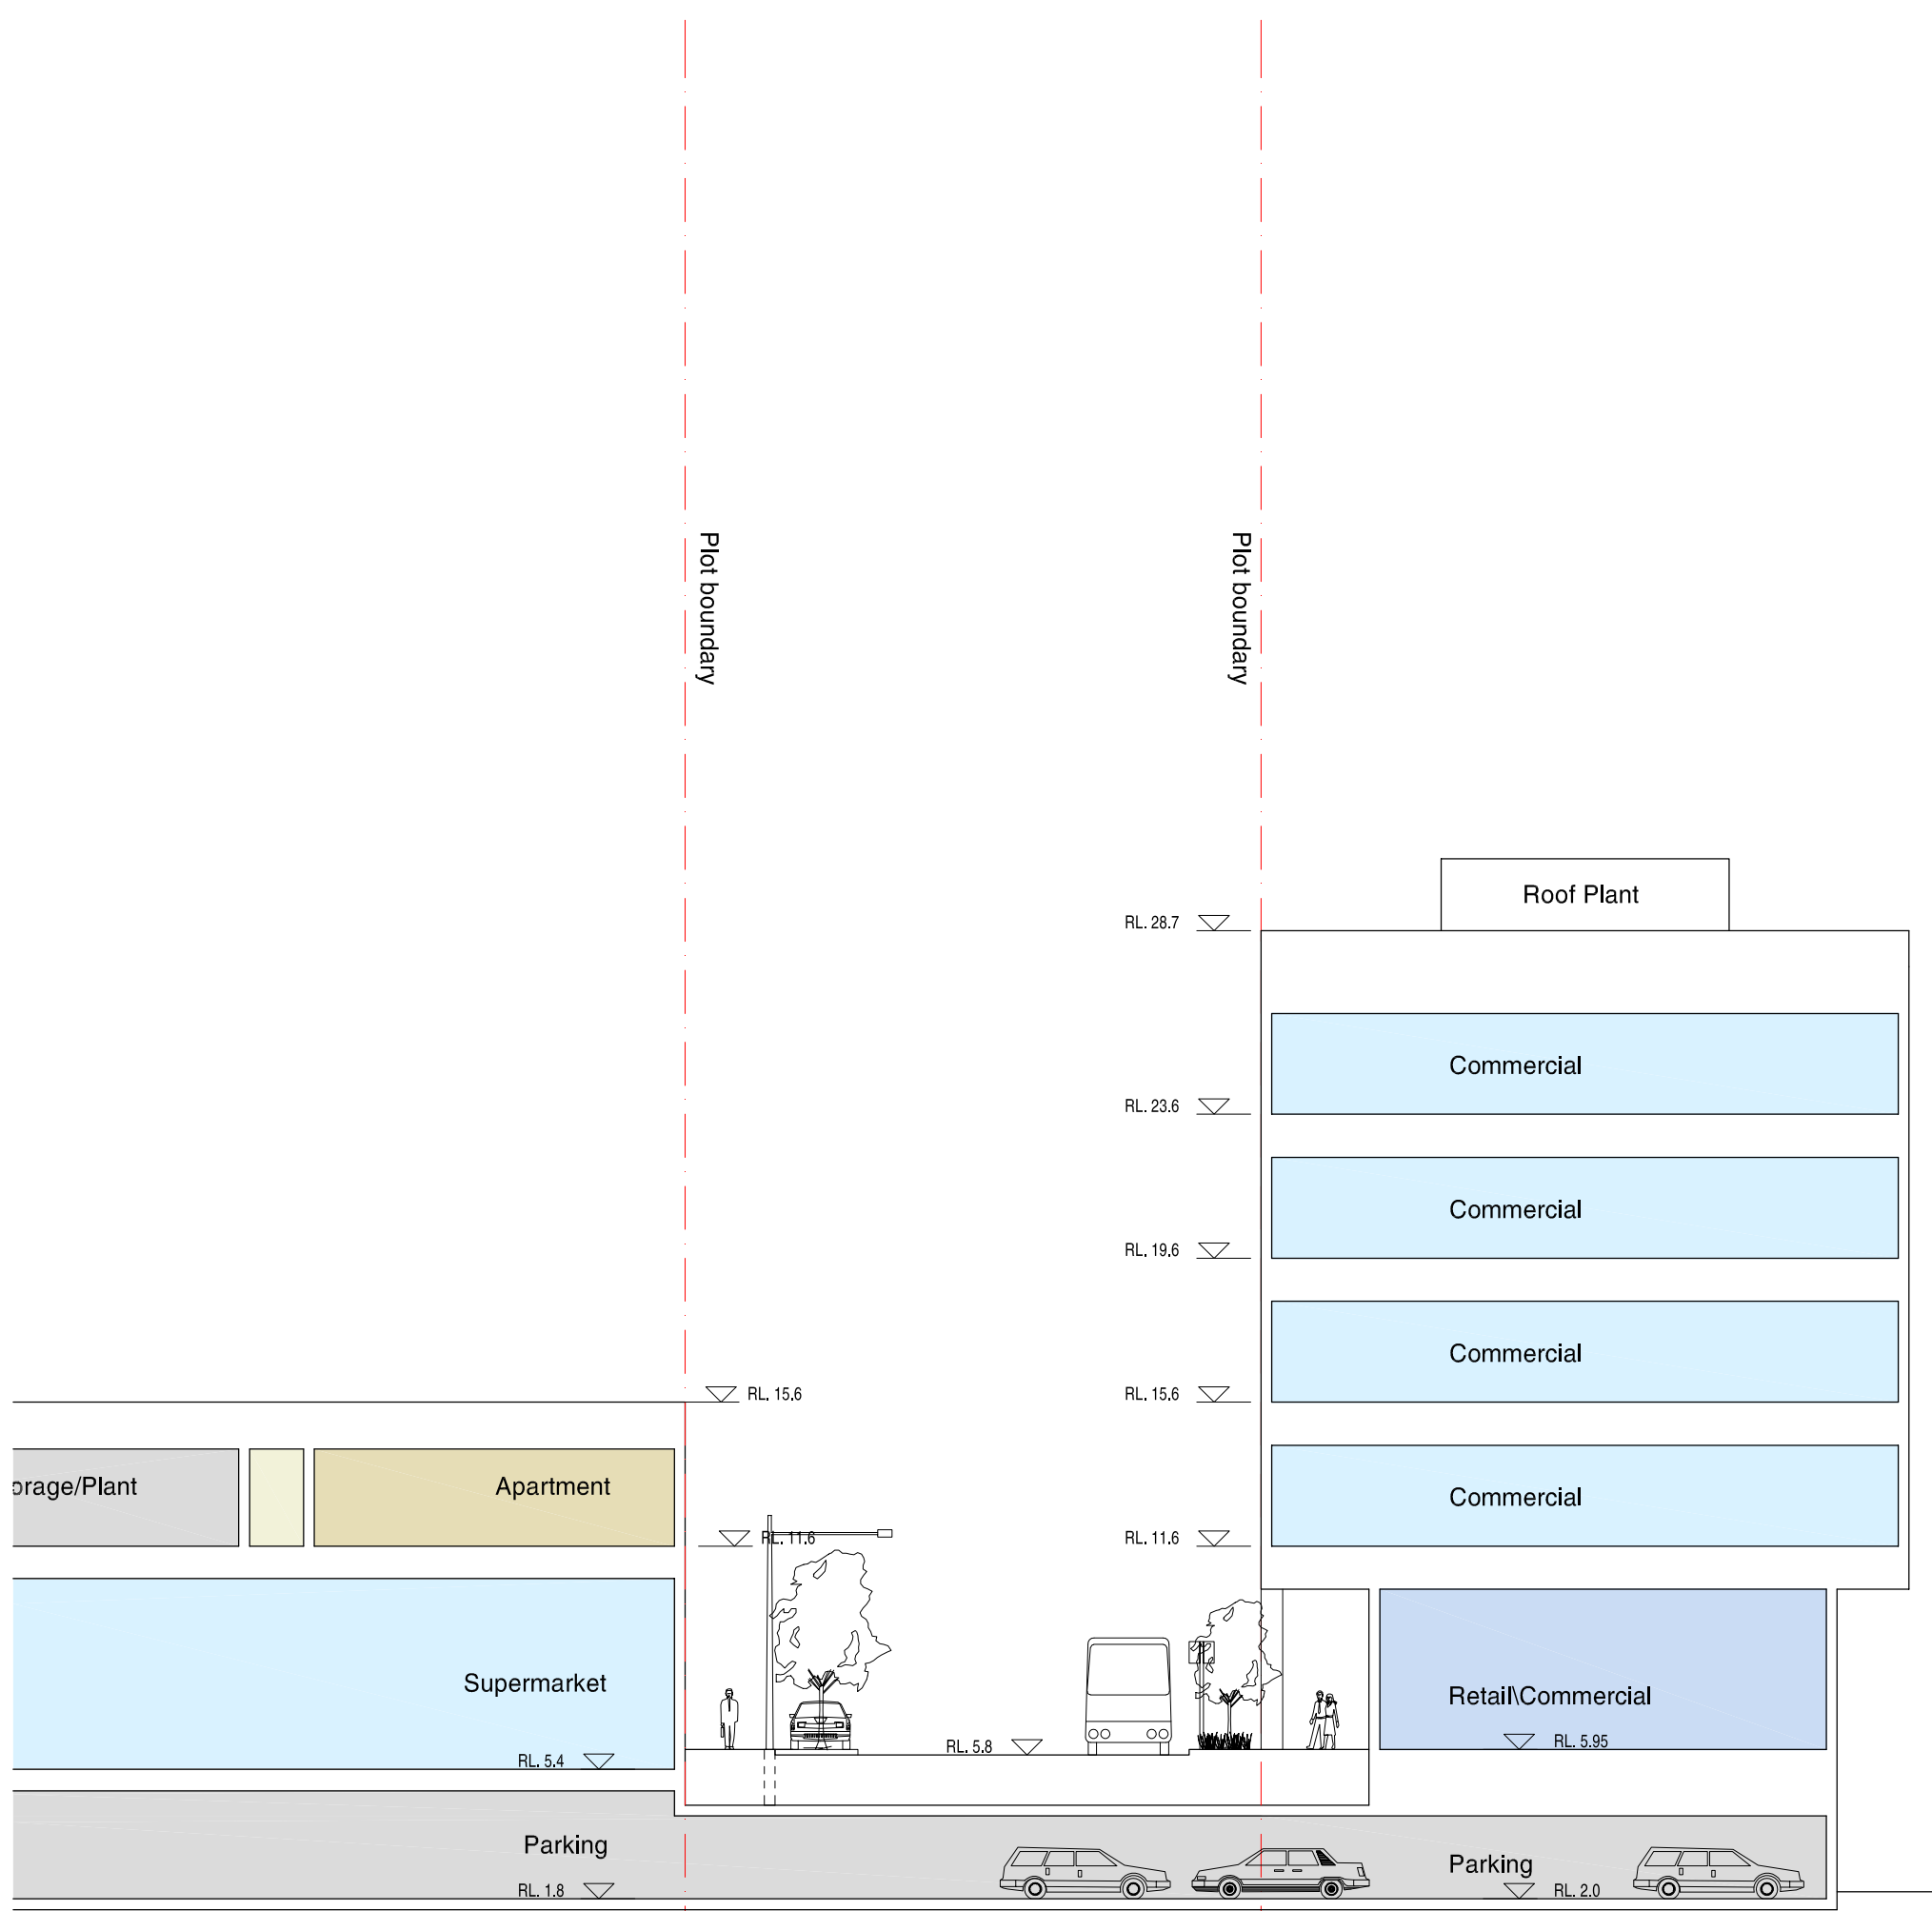 Plot boundary
Plot boundary
Roof Plant
RL. 28.7
Commercial
RL. 23.6
Commercial
RL. 19.6
Commercial
RL. 15.6
RL. 15.6
orage/Plant
Apartment
Commercial
RL. 11.6
RL. 11.6
Supermarket
Retail\Commercial
RL. 5.95
RL. 5.8
RL. 5.4
Parking
Parking
RL. 1.8
RL. 2.0